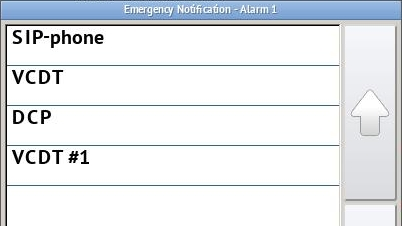 Emergency Notification - Alarm 1
SIP-phone
VCDT
DCP
VCDT #1